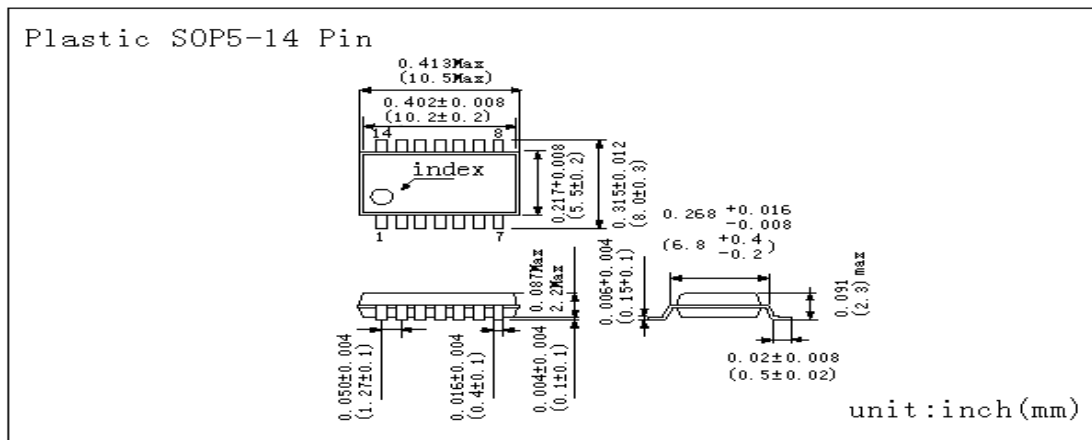 Plastic SOP5-14 Pin
0.413Max
(10.5Max)
0.402±0.008
(10.2±0.2)
14
8
index
1
7
0.217±0.008
(5.5±0.2)
0.315±0.012
(8.0±0.3)
0.268 +0.016 -0.008
(6.8 +0.4 -0.2)
0.087Max
2.2Max
0.006±0.004
(0.15±0.1)
0.091
(2.3) max
0.050±0.004
(1.27±0.1)
0.016±0.004
(0.4±0.1)
0.004±0.004
(0.1±0.1)
0.02±0.008
(0.5±0.02)
unit:inch(mm)